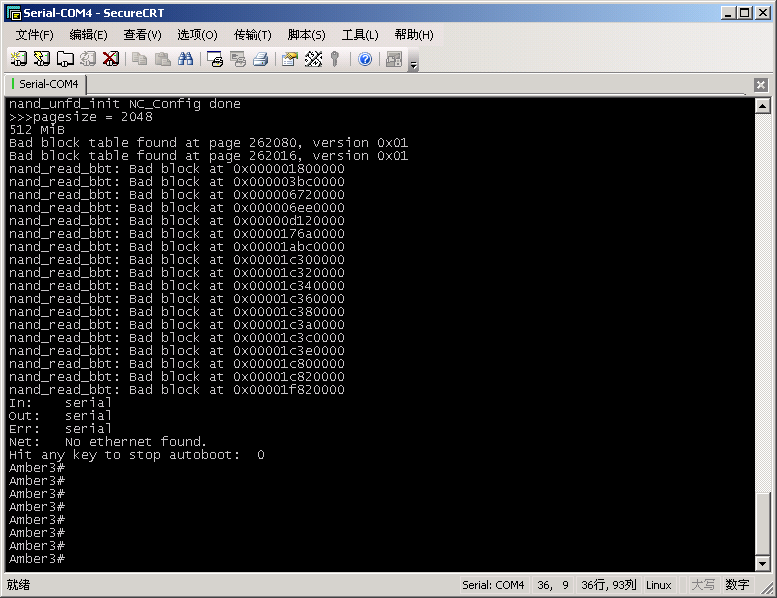 Serial-COM4 - SecureCRT
文件(F) 编辑(E) 查看(V) 选项(O) 传输(T) 脚本(S) 工具(L) 帮助(H)
Serial-COM4
nand_unfd_init NC_Config done
>>>pagesize = 2048
512 MiB
Bad block table found at page 262080, version 0x01
Bad block table found at page 262016, version 0x01
nand_read_bbt: Bad block at 0x000001800000
nand_read_bbt: Bad block at 0x000003bc0000
nand_read_bbt: Bad block at 0x000006720000
nand_read_bbt: Bad block at 0x000006ee0000
nand_read_bbt: Bad block at 0x00000d120000
nand_read_bbt: Bad block at 0x0000176a0000
nand_read_bbt: Bad block at 0x00001abc0000
nand_read_bbt: Bad block at 0x00001c300000
nand_read_bbt: Bad block at 0x00001c320000
nand_read_bbt: Bad block at 0x00001c340000
nand_read_bbt: Bad block at 0x00001c360000
nand_read_bbt: Bad block at 0x00001c380000
nand_read_bbt: Bad block at 0x00001c3a0000
nand_read_bbt: Bad block at 0x00001c3c0000
nand_read_bbt: Bad block at 0x00001c3e0000
nand_read_bbt: Bad block at 0x00001c800000
nand_read_bbt: Bad block at 0x00001c820000
nand_read_bbt: Bad block at 0x00001f820000
In:    serial
Out:   serial
Err:   serial
Net:   No ethernet found.
Hit any key to stop autoboot:  0
Amber3#
Amber3#
Amber3#
Amber3#
Amber3#
Amber3#
Amber3#
Amber3#
就绪 Serial: COM4 36, 9 36行, 93列 Linux 大写 数字